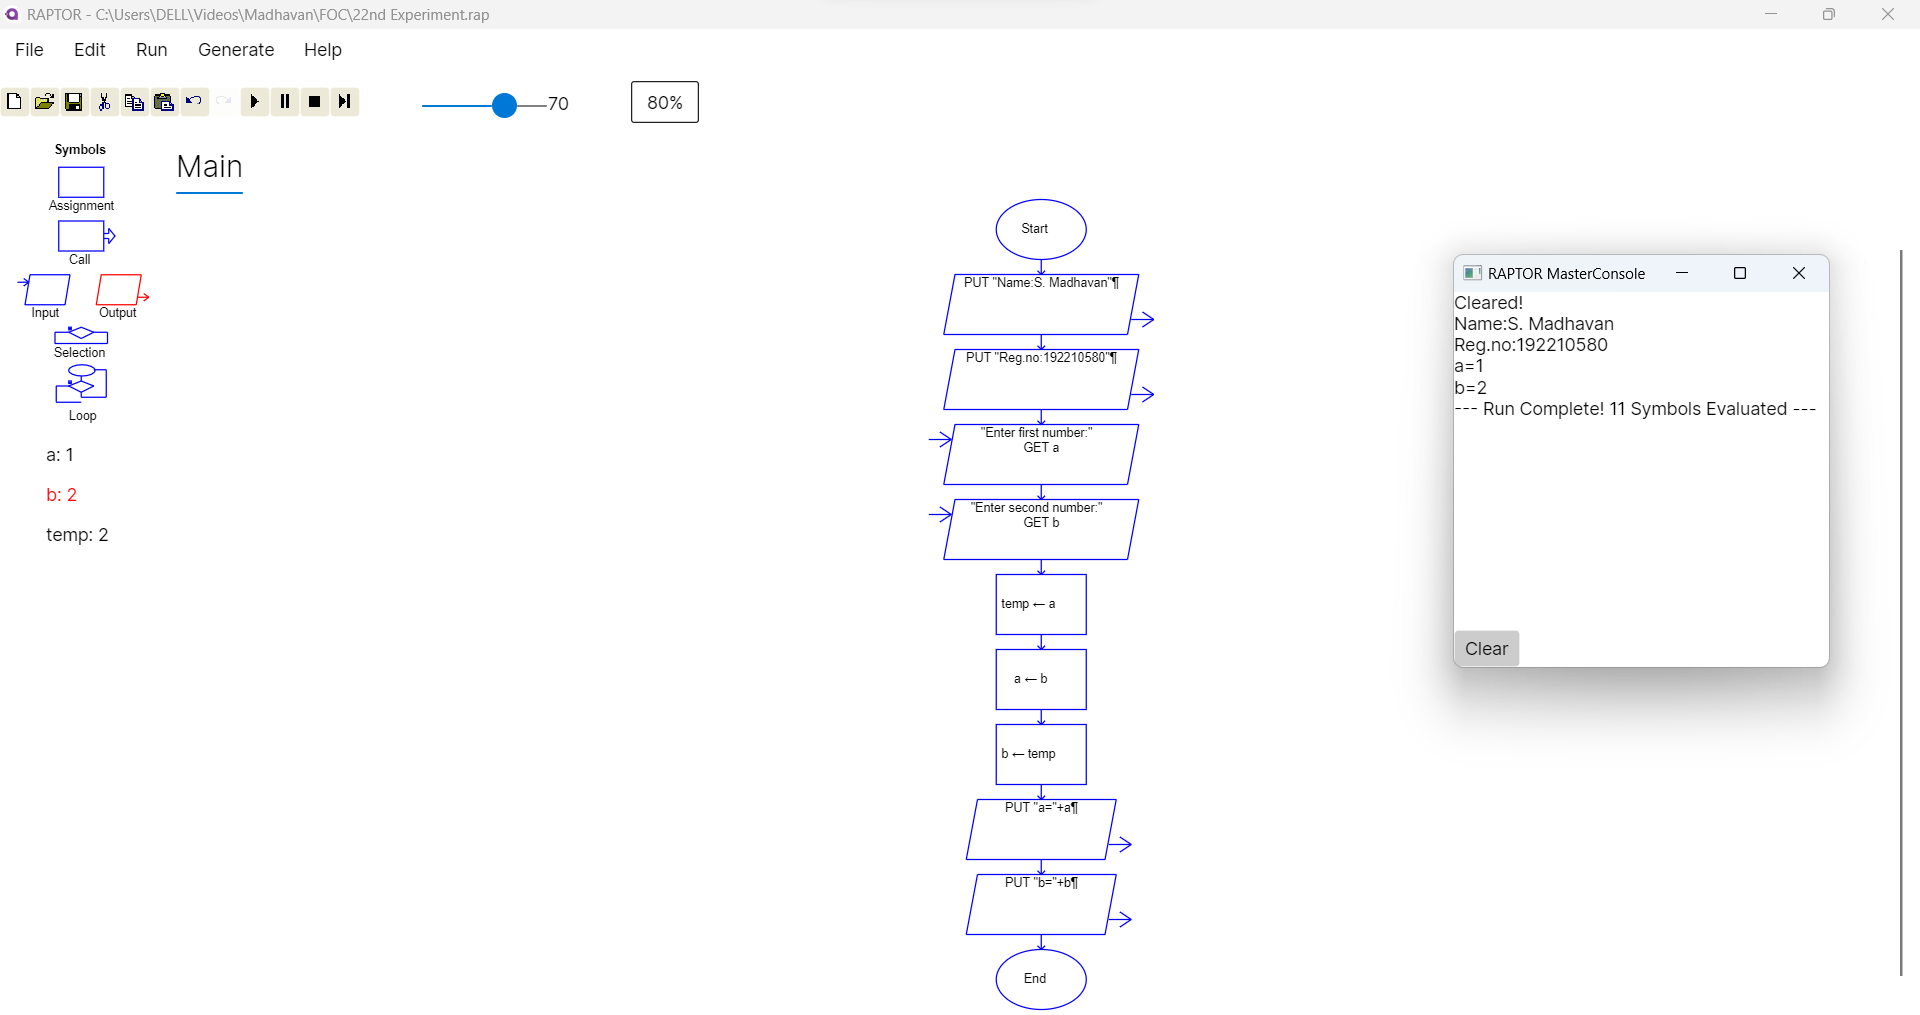 RAPTOR - C:\Users\DELL\Videos\Madhavan\FOC\22nd Experiment.rap
File Edit Run Generate Help
70
80%
Symbols
Assignment
Call
Input Output
Selection
Loop
a: 1
b: 2
temp: 2
Main
Start
PUT "Name:S. Madhavan"¶
PUT "Reg.no:192210580"¶
"Enter first number:"
GET a
"Enter second number:"
GET b
temp ← a
a ← b
b ← temp
PUT "a="+a¶
PUT "b="+b¶
End
RAPTOR MasterConsole
Cleared!
Name:S. Madhavan
Reg.no:192210580
a=1
b=2
--- Run Complete! 11 Symbols Evaluated ---
Clear